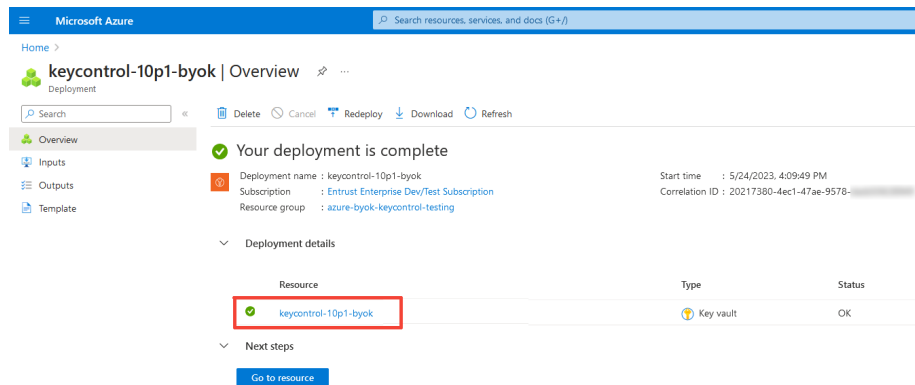 Microsoft Azure
Search resources, services, and docs (G+/)
Home >
keycontrol-10p1-byok | Overview
Deployment
Search
Delete Cancel Redeploy Download Refresh
Overview
Inputs
Outputs
Template
Your deployment is complete
Deployment name : keycontrol-10p1-byok
Subscription : Entrust Enterprise Dev/Test Subscription
Resource group : azure-byok-keycontrol-testing
Start time : 5/24/2023, 4:09:49 PM
Correlation ID : 20217380-4ec1-47ae-9578-
Deployment details
Resource Type Status
keycontrol-10p1-byok Key vault OK
Next steps
Go to resource